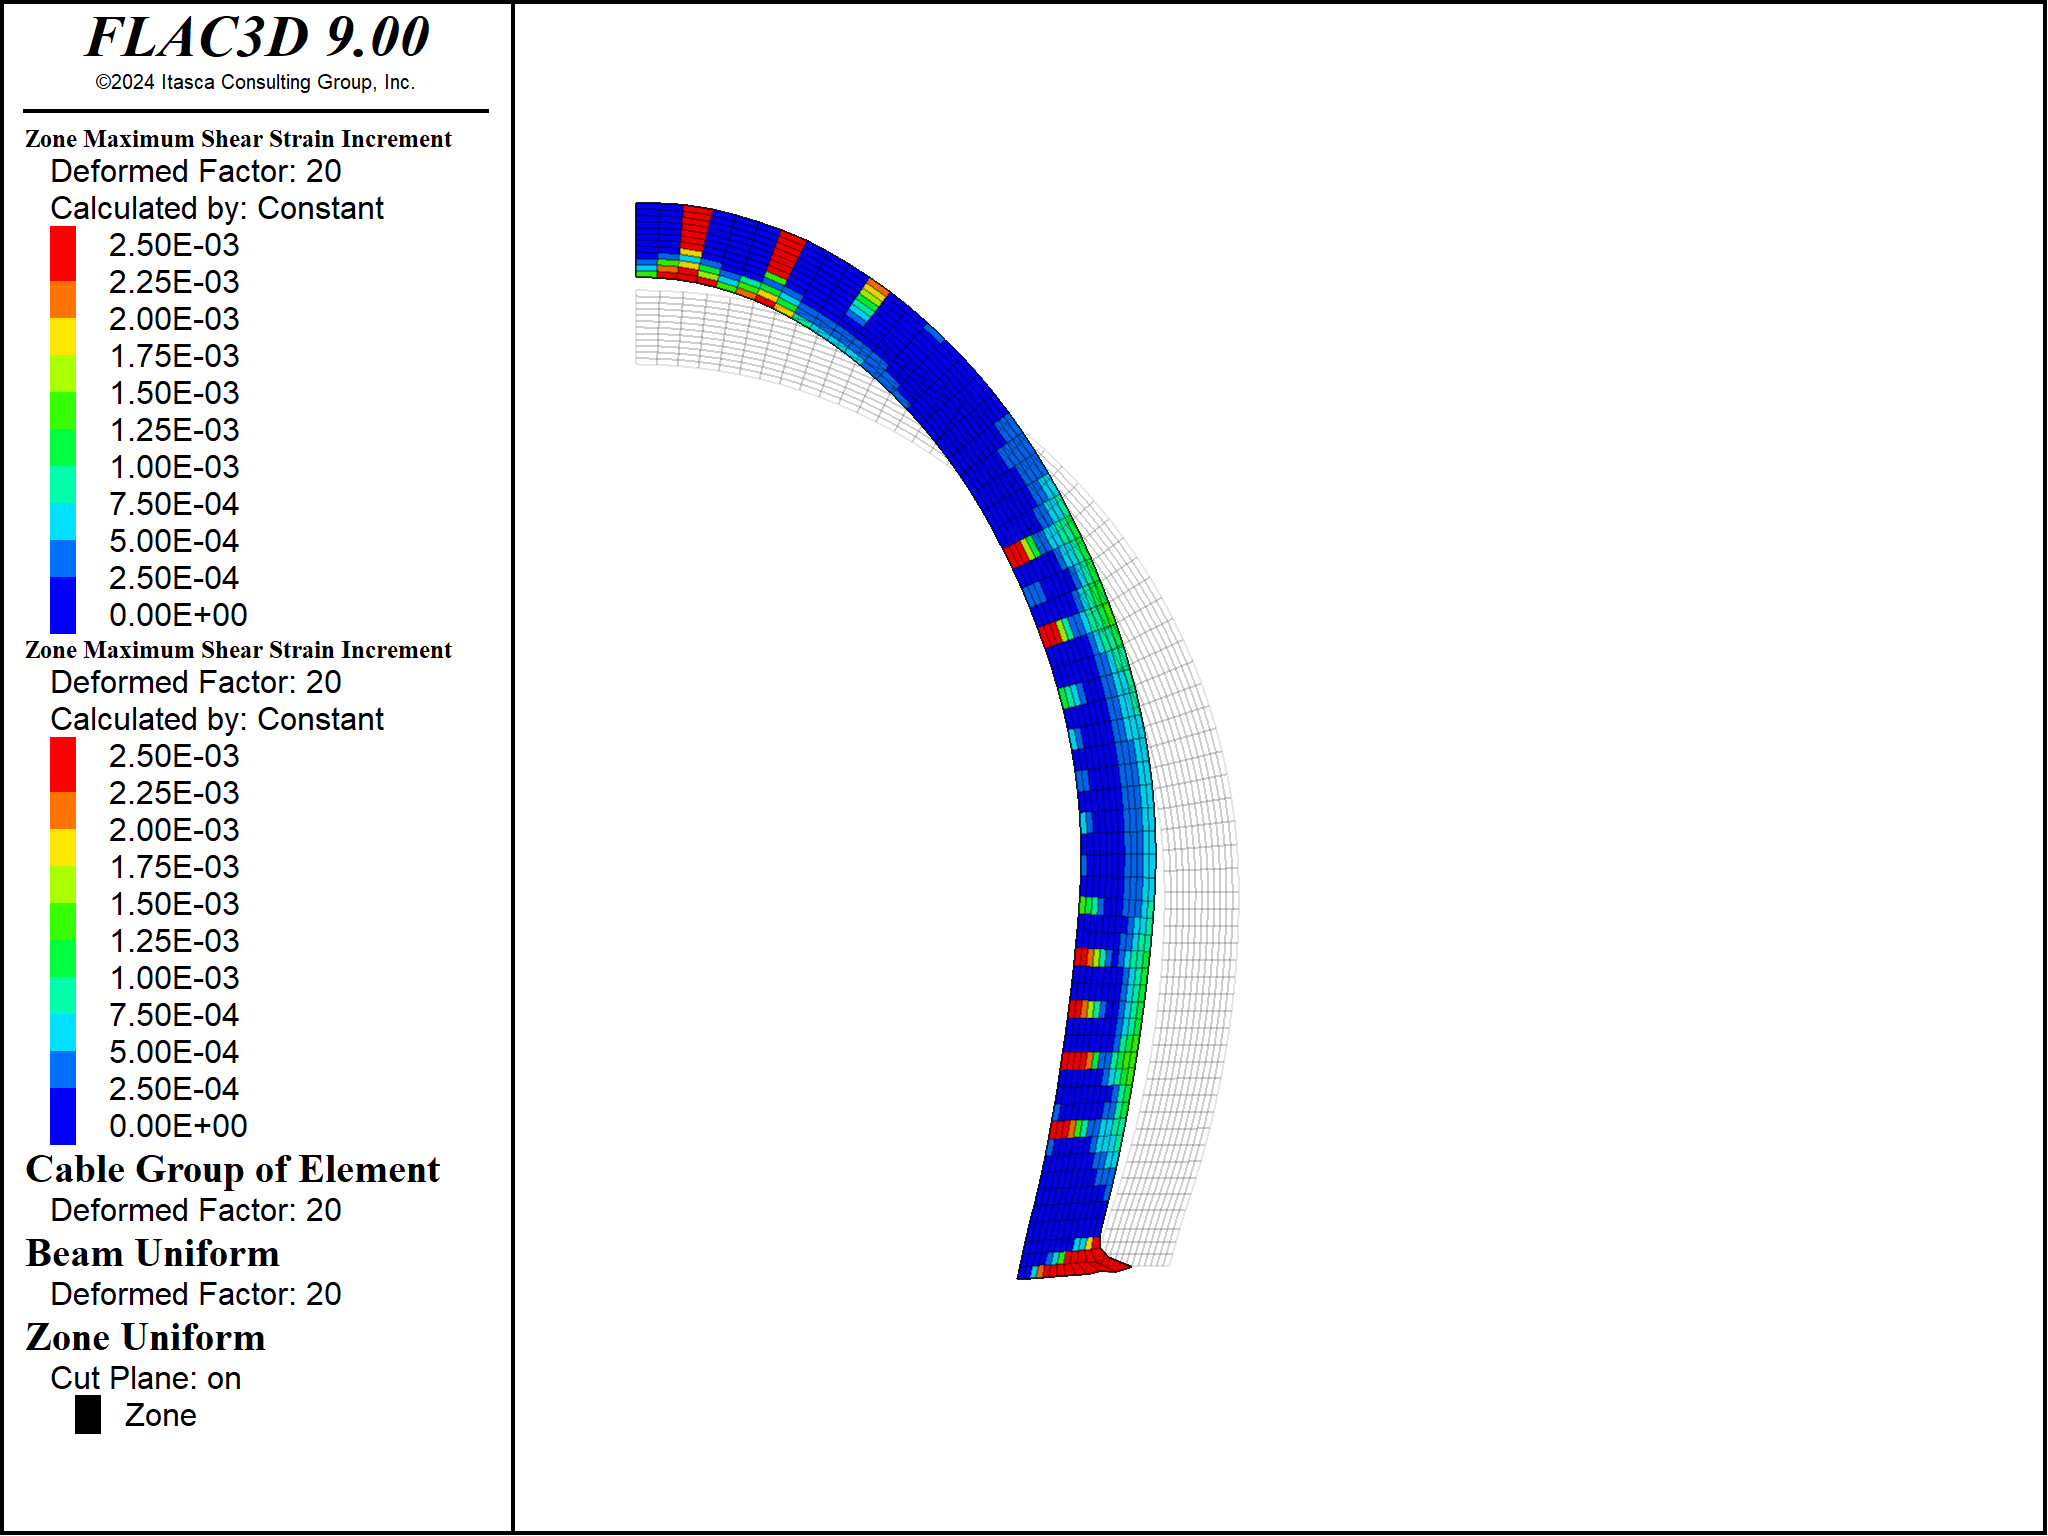 FLAC3D 9.00
©2024 Itasca Consulting Group, Inc.
Zone Maximum Shear Strain Increment
Deformed Factor: 20
Calculated by: Constant
2.50E-03
2.25E-03
2.00E-03
1.75E-03
1.50E-03
1.25E-03
1.00E-03
7.50E-04
5.00E-04
2.50E-04
0.00E+00
Zone Maximum Shear Strain Increment
Deformed Factor: 20
Calculated by: Constant
2.50E-03
2.25E-03
2.00E-03
1.75E-03
1.50E-03
1.25E-03
1.00E-03
7.50E-04
5.00E-04
2.50E-04
0.00E+00
Cable Group of Element
Deformed Factor: 20
Beam Uniform
Deformed Factor: 20
Zone Uniform
Cut Plane: on
Zone